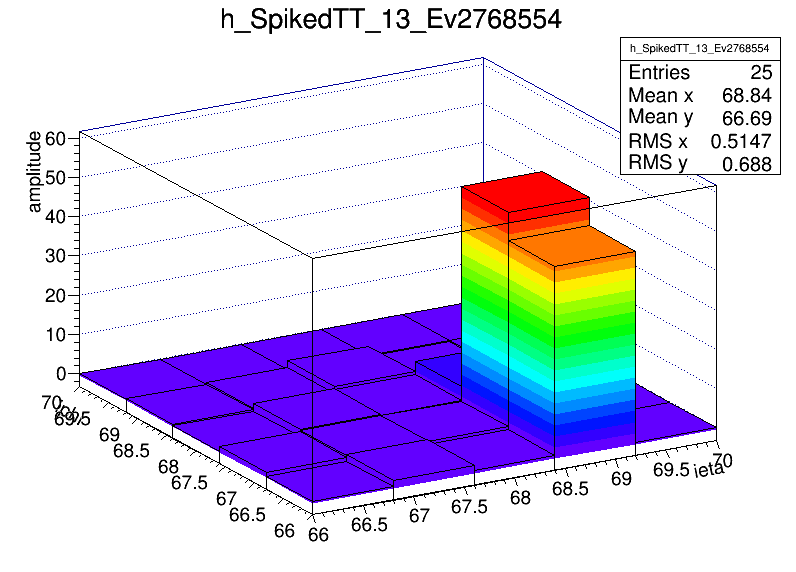 h_SpikedTT_13_Ev2768554
h_SpikedTT_13_Ev2768554
Entries 25
Mean x 68.84
Mean y 66.69
RMS x 0.5147
RMS y 0.688
amplitude
60
50
40
30
20
10
0
70
69.5
69
68.5
68
67.5
67
66.5
66
66
66.5
67
67.5
68
68.5
69
69.5
70
ieta